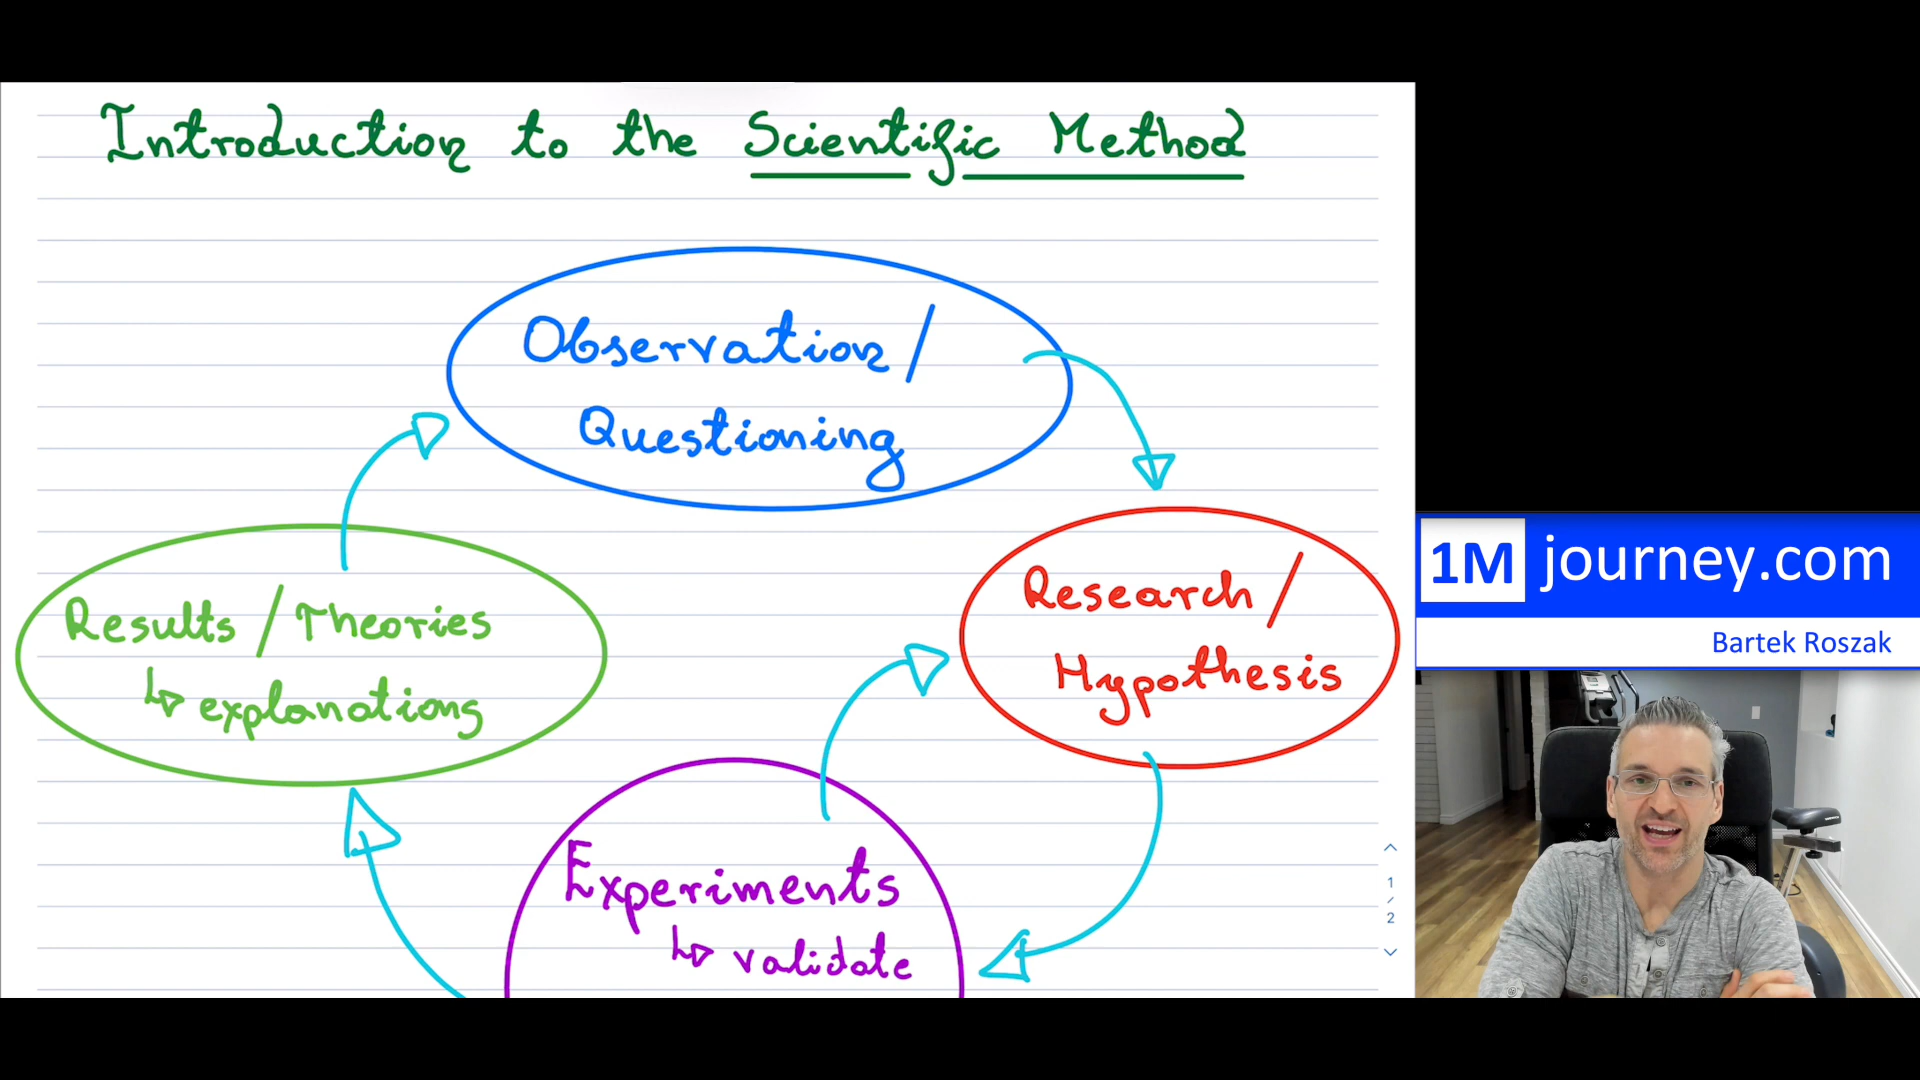 Introduction to the Scientific Method
Observation /
Questioning
Research /
Hypothesis
Results / Theories
↳ explanations
Experiments
↳ validate
1
/
2
1M journey.com
Bartek Roszak